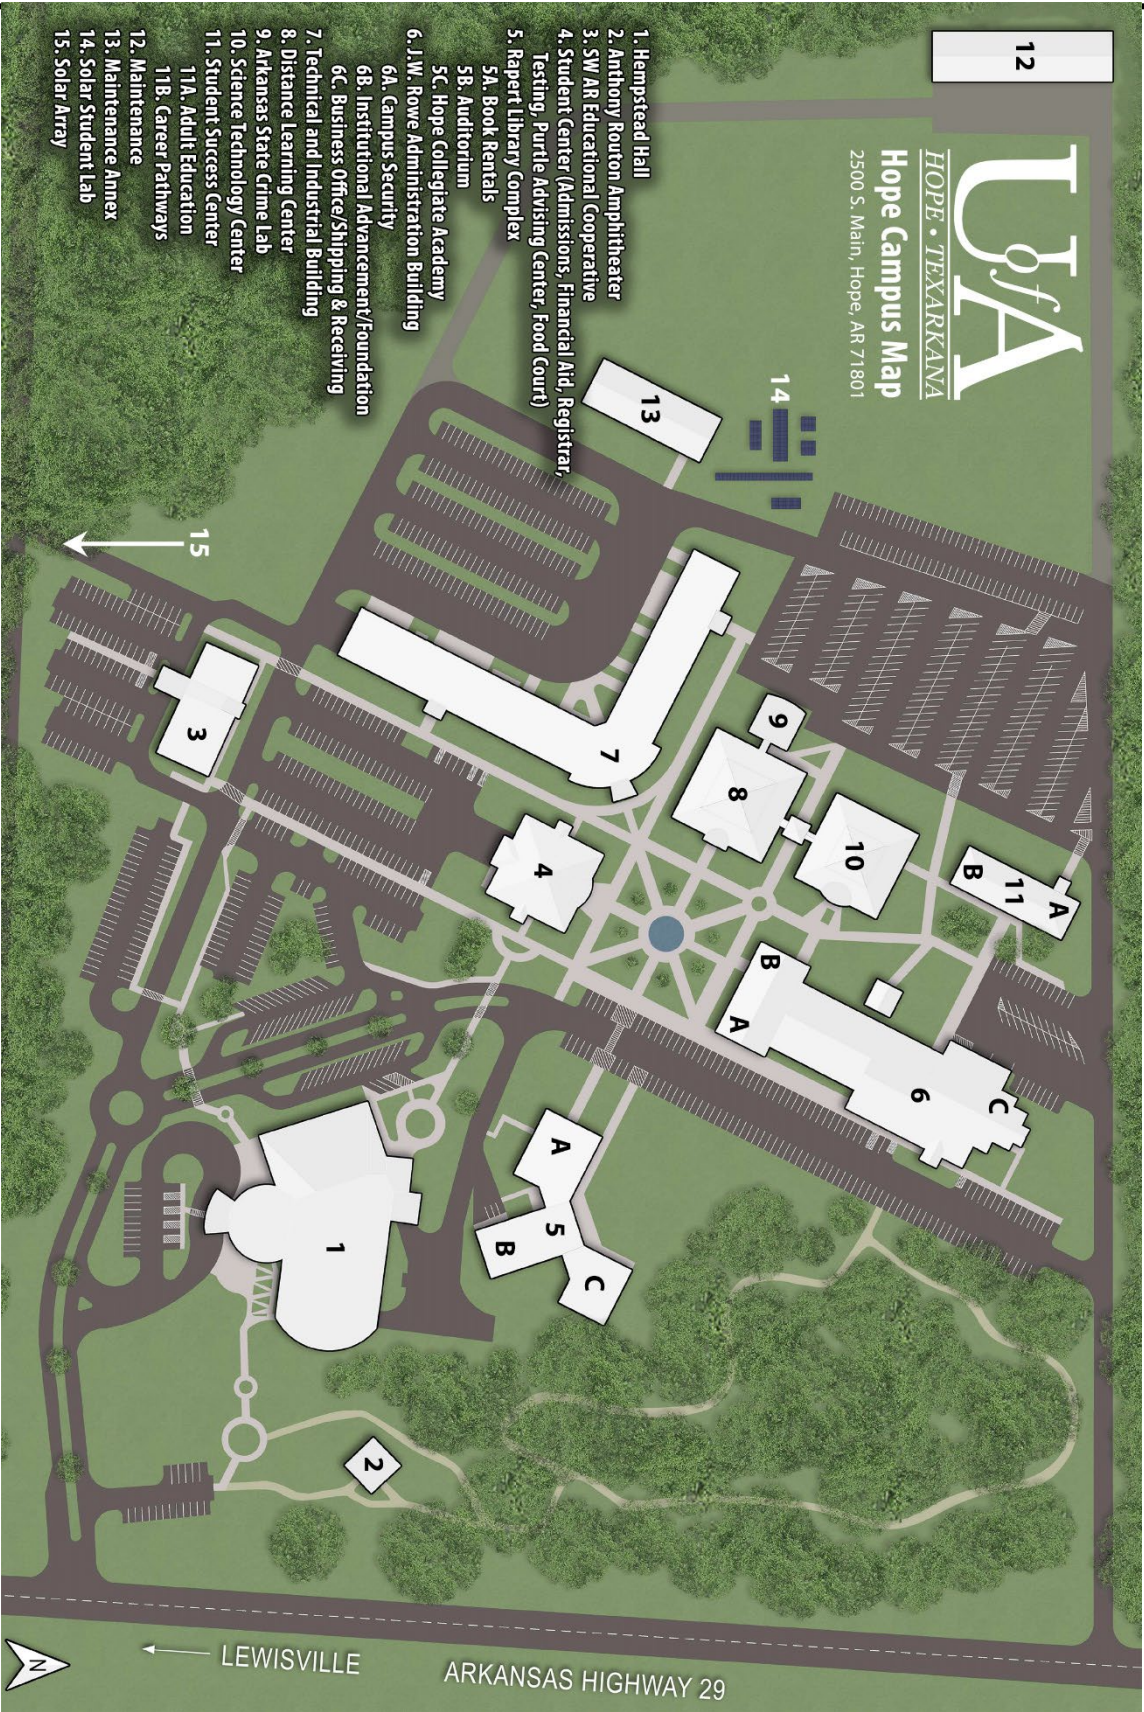 U of A
HOPE • TEXARKANA
Hope Campus Map
2500 S. Main, Hope, AR 71801
1. Hempstead Hall
2. Anthony Routon Amphitheater
3. SW AR Educational Cooperative
4. Student Center (Admissions, Financial Aid, Registrar,
Testing, Purtle Advising Center, Food Court)
5. Rapert Library Complex
5A. Book Rentals
5B. Auditorium
5C. Hope Collegiate Academy
6. J.W. Rowe Administration Building
6A. Campus Security
6B. Institutional Advancement/Foundation
6C. Business Office/Shipping & Receiving
7. Technical and Industrial Building
8. Distance Learning Center
9. Arkansas State Crime Lab
10. Science Technology Center
11. Student Success Center
11A. Adult Education
11B. Career Pathways
12. Maintenance
13. Maintenance Annex
14. Solar Student Lab
15. Solar Array
12
14
13
15
9
8
10
11
A
B
7
3
4
B
A
6
C
A
5
B
C
1
2
LEWISVILLE
ARKANSAS HIGHWAY 29
N